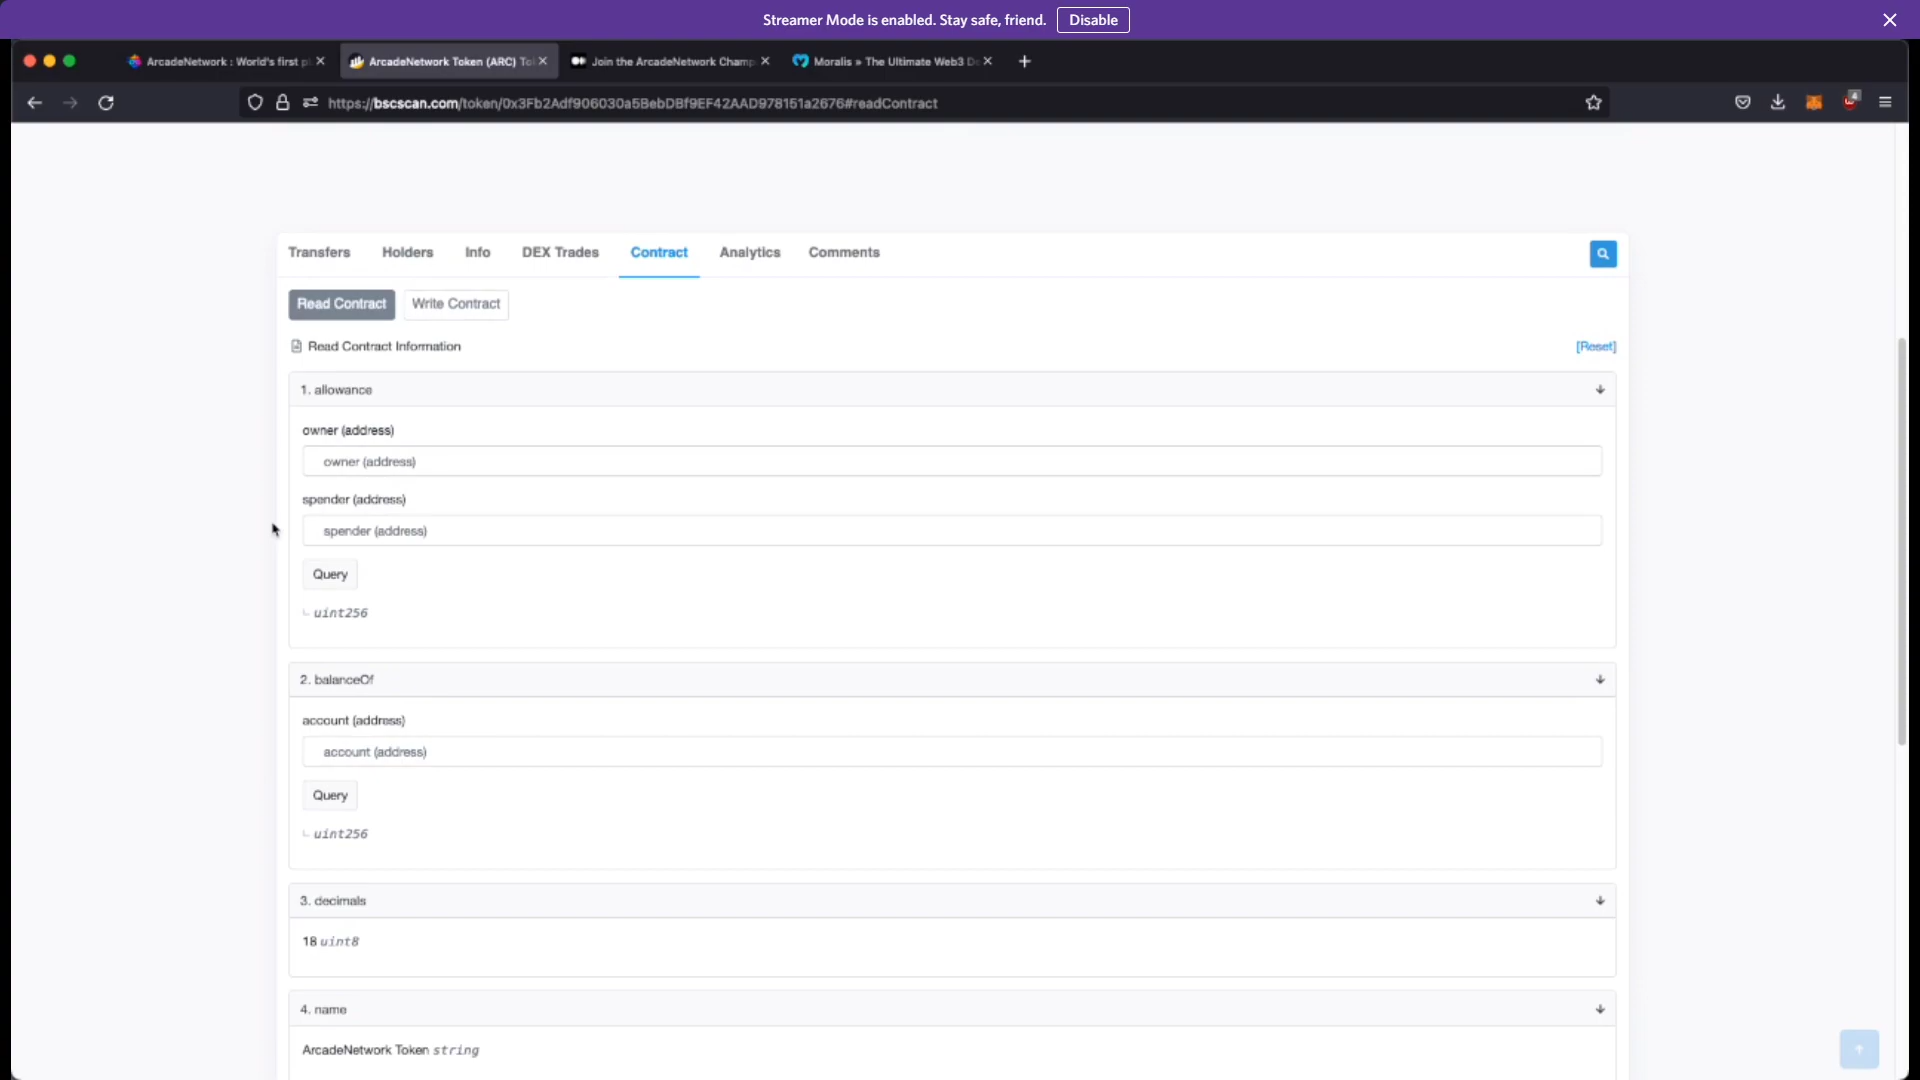 Streamer Mode is enabled. Stay safe, friend. Disable
ArcadeNetwork : World's first
ArcadeNetwork Token (ARC)
Join the ArcadeNetwork Champ
Moralis » The Ultimate Web3 D
https://bscscan.com/token/0x3Fb2Adf906030a5BebDBf9EF42AAD978151a2676#readContract
4
Transfers Holders Info DEX Trades Contract Analytics Comments
Read Contract Write Contract
Read Contract Information [Reset]
1. allowance
owner (address)
owner (address)
spender (address)
spender (address)
Query
uint256
2. balanceOf
account (address)
account (address)
Query
uint256
3. decimals
18 uint8
4. name
ArcadeNetwork Token string